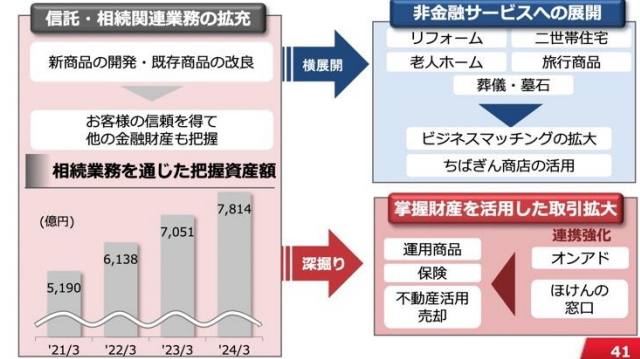 信託・相続関連業務の拡充
新商品の開発・既存商品の改良
お客様の信頼を得て
他の金融財産も把握
相続業務を通じた把握資産額
(億円)
5,190
6,138
7,051
7,814
'21/3
'22/3
'23/3
'24/3
横展開
非金融サービスへの展開
リフォーム
二世帯住宅
老人ホーム
旅行商品
葬儀・墓石
ビジネスマッチングの拡大
ちばぎん商店の活用
深掘り
掌握財産を活用した取引拡大
運用商品
保険
不動産活用
売却
連携強化
オンアド
ほけんの
窓口
41